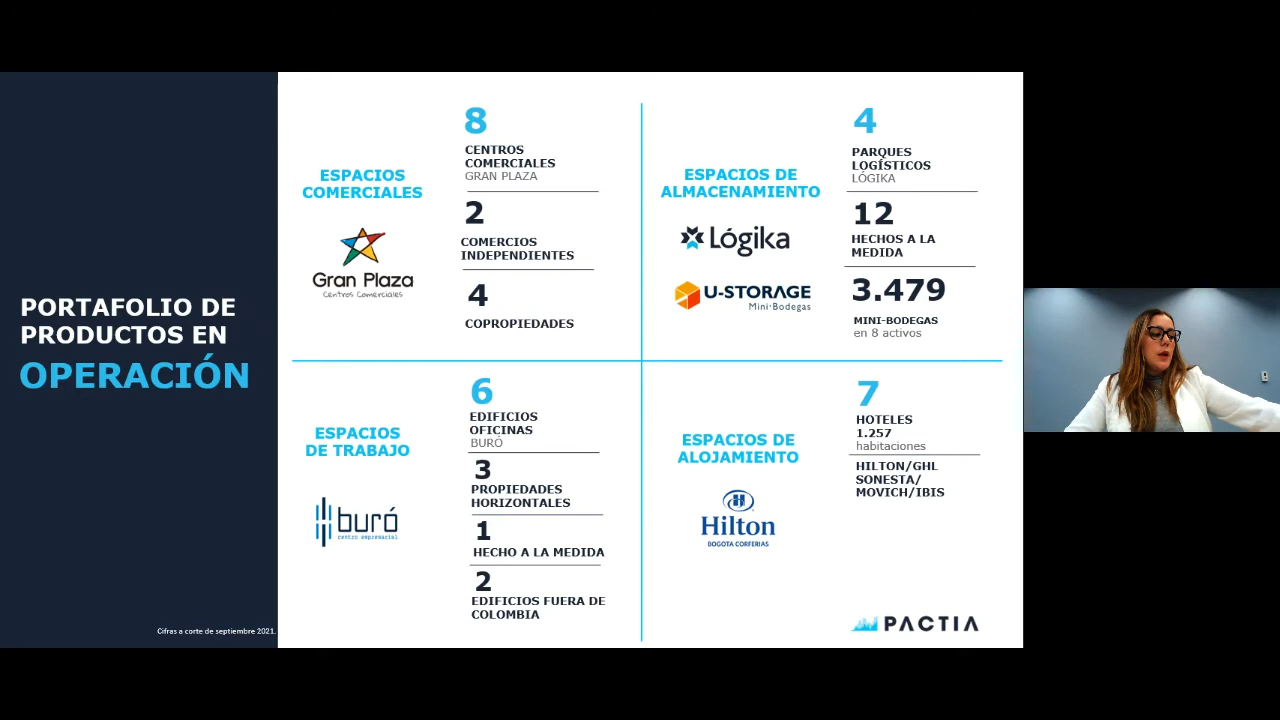 PORTAFOLIO DE
PRODUCTOS EN
OPERACIÓN
Cifras a corte de septiembre 2021.
ESPACIOS
COMERCIALES
Gran Plaza
Centros Comerciales
8
CENTROS
COMERCIALES
GRAN PLAZA
2
COMERCIOS
INDEPENDIENTES
4
COPROPIEDADES
ESPACIOS DE
ALMACENAMIENTO
Lógika
U-STORAGE
Mini·Bodegas
4
PARQUES
LOGÍSTICOS
LÓGIKA
12
HECHOS A LA
MEDIDA
3.479
MINI-BODEGAS
en 8 activos
ESPACIOS
DE TRABAJO
buró
centro empresarial
6
EDIFICIOS
OFICINAS
BURÓ
3
PROPIEDADES
HORIZONTALES
1
HECHO A LA MEDIDA
2
EDIFICIOS FUERA DE
COLOMBIA
ESPACIOS DE
ALOJAMIENTO
H
Hilton
BOGOTA CORFERIAS
7
HOTELES
1.257
habitaciones
HILTON/GHL
SONESTA/
MOVICH/IBIS
PACTIA